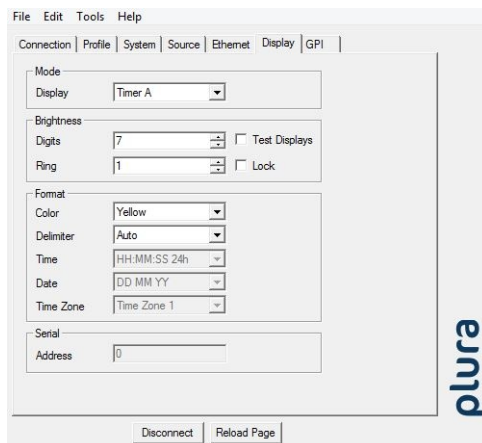 File Edit Tools Help
Connection Profile System Source Ethernet Display GPI
Mode
Display Timer A
Brightness
Digits 7 Test Displays
Ring 1 Lock
Format
Color Yellow
Delimiter Auto
Time HH:MM:SS 24h
Date DD MM YY
Time Zone Time Zone 1
Serial
Address 0
plura
Disconnect Reload Page